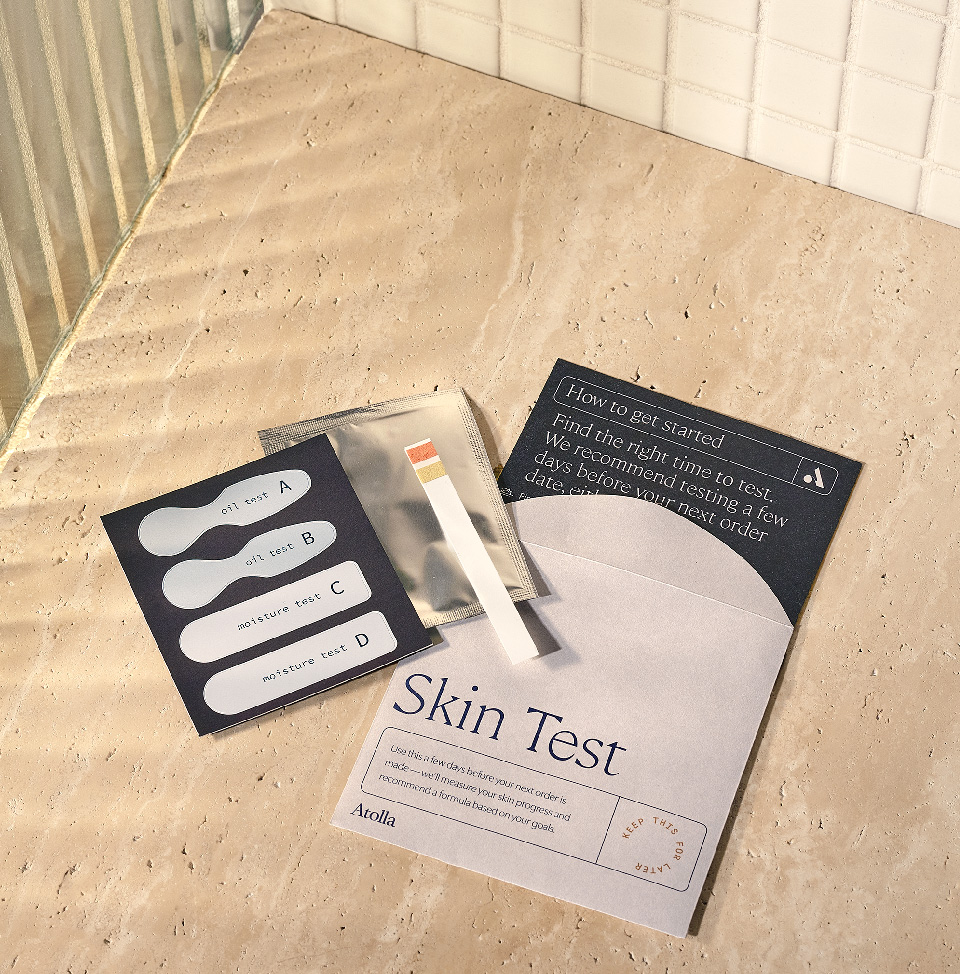 How to get started
Find the right time to test.
We recommend testing a few
days before your next order
date,
oil test A
oil test B
moisture test C
moisture test D
Skin Test
Use this a few days before your next order is
made — we'll measure your skin progress and
recommend a formula based on your goals.
KEEP THIS FOR LATER
Atolla